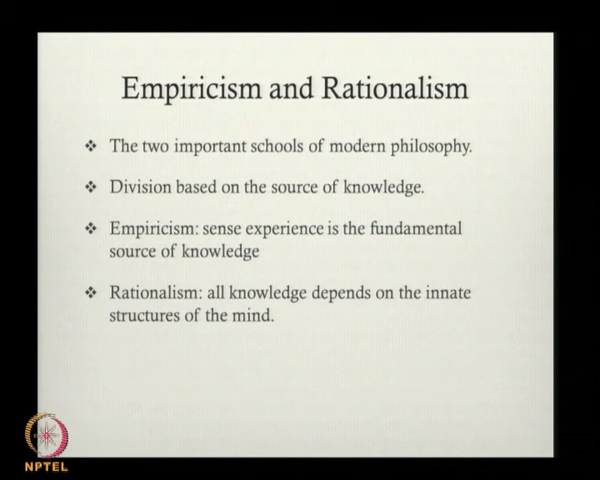 Empiricism and Rationalism
❖ The two important schools of modern philosophy.
❖ Division based on the source of knowledge.
❖ Empiricism: sense experience is the fundamental
source of knowledge
❖ Rationalism: all knowledge depends on the innate
structures of the mind.
NPTEL